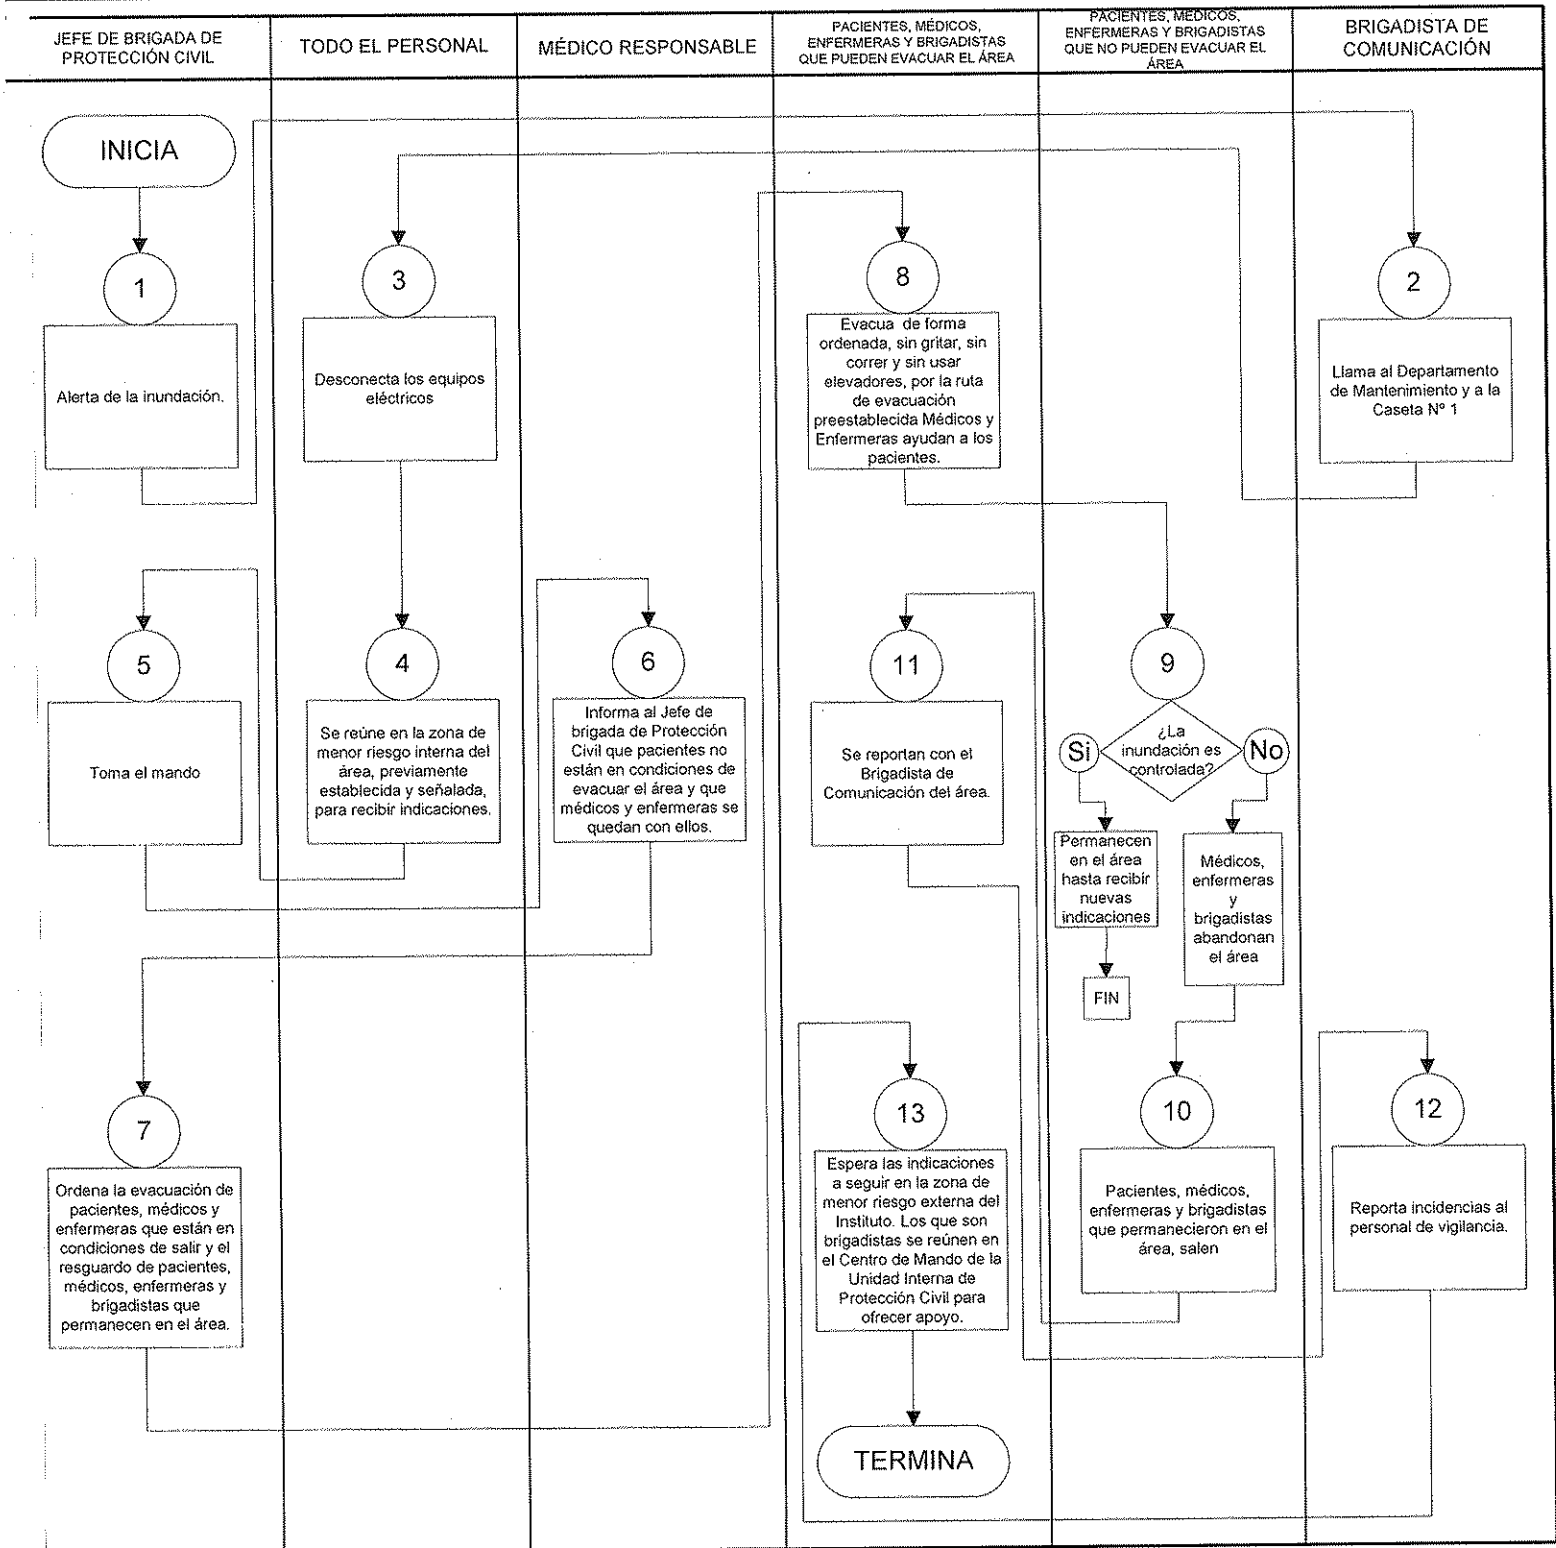 JEFE DE BRIGADA DE
PROTECCIÓN CIVIL
TODO EL PERSONAL
MÉDICO RESPONSABLE
PACIENTES, MÉDICOS,
ENFERMERAS Y BRIGADISTAS
QUE PUEDEN EVACUAR EL ÁREA
PACIENTES, MÉDICOS,
ENFERMERAS Y BRIGADISTAS
QUE NO PUEDEN EVACUAR EL
ÁREA
BRIGADISTA DE
COMUNICACIÓN
INICIA
1
Alerta de la inundación.
3
Desconecta los equipos
eléctricos
8
Evacua de forma
ordenada, sin gritar, sin
correr y sin usar
elevadores, por la ruta
de evacuación
preestablecida Médicos y
Enfermeras ayudan a los
pacientes.
2
Llama al Departamento
de Mantenimiento y a la
Caseta Nº 1
5
Toma el mando
4
Se reúne en la zona de
menor riesgo interna del
área, previamente
establecida y señalada,
para recibir indicaciones.
6
Informa al Jefe de
brigada de Protección
Civil que pacientes no
están en condiciones de
evacuar el área y que
médicos y enfermeras se
quedan con ellos.
11
Se reportan con el
Brigadista de
Comunicación del área.
9
¿La
inundación es
controlada?
Si
No
Permanecen
en el área
hasta recibir
nuevas
indicaciones
FIN
Médicos,
enfermeras
y
brigadistas
abandonan
el área
7
Ordena la evacuación de
pacientes, médicos y
enfermeras que están en
condiciones de salir y el
resguardo de pacientes,
médicos, enfermeras y
brigadistas que
permanecen en el área.
13
Espera las indicaciones
a seguir en la zona de
menor riesgo externa del
Instituto. Los que son
brigadistas se reúnen en
el Centro de Mando de la
Unidad Interna de
Protección Civil para
ofrecer apoyo.
10
Pacientes, médicos,
enfermeras y brigadistas
que permanecieron en el
área, salen
12
Reporta incidencias al
personal de vigilancia.
TERMINA